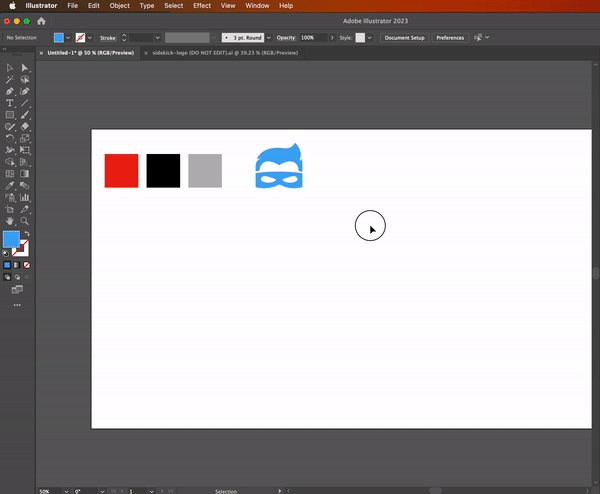 Illustrator File Edit Object Type Select Effect View Window Help
Adobe Illustrator 2023
No Selection Stroke: 3 pt. Round Opacity: 100% Style: Document Setup Preferences
× Untitled-1* @ 50 % (RGB/Preview) × sidekick-logo (DO NOT EDIT).ai @ 39.23 % (RGB/Preview)
50% 0° 1 Selection